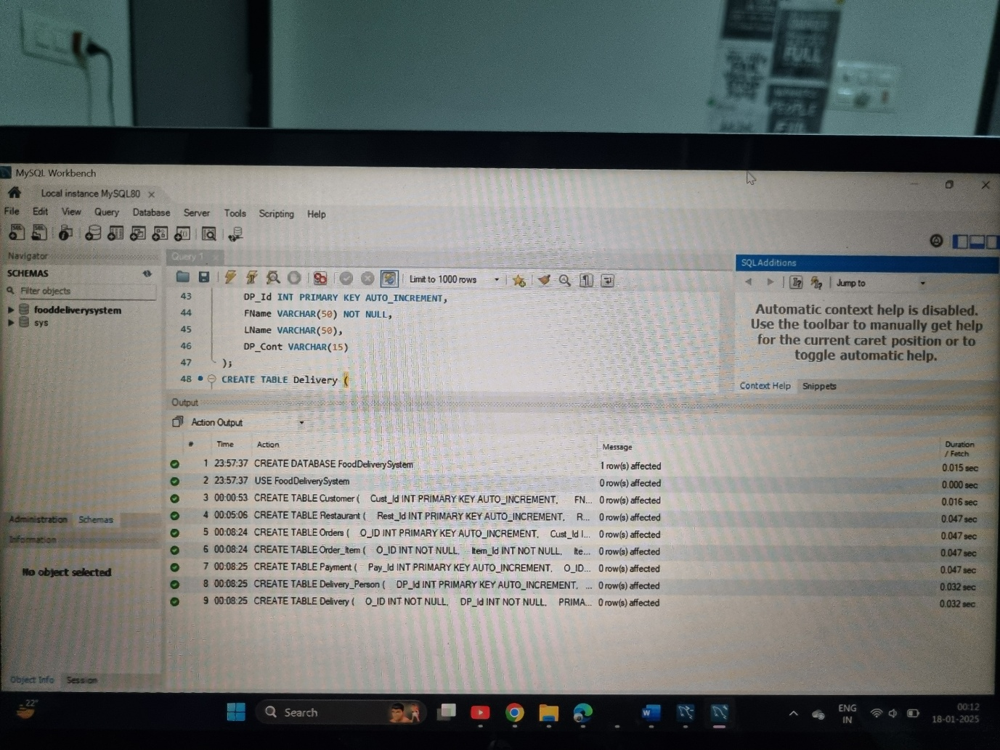 FULL
PEOPLE
MySQL Workbench
Local instance MySQL80
File Edit View Query Database Server Tools Scripting Help
Navigator
SCHEMAS
Filter objects
fooddeliverysystem
sys
Administration Schemas
Information
No object selected
Object Info Session
Query 1
Limit to 1000 rows
43 DP_Id INT PRIMARY KEY AUTO_INCREMENT,
44 FName VARCHAR(50) NOT NULL,
45 LName VARCHAR(50),
46 DP_Cont VARCHAR(15)
47 );
48 CREATE TABLE Delivery (
SQLAdditions
Jump to
Automatic context help is disabled.
Use the toolbar to manually get help
for the current caret position or to
toggle automatic help.
Context Help Snippets
Output
Action Output
# Time Action Message Duration / Fetch
1 23:57:37 CREATE DATABASE FoodDeliverySystem 1 row(s) affected 0.015 sec
2 23:57:37 USE FoodDeliverySystem 0 row(s) affected 0.000 sec
3 00:00:53 CREATE TABLE Customer ( Cust_Id INT PRIMARY KEY AUTO_INCREMENT, FN... 0 row(s) affected 0.016 sec
4 00:05:06 CREATE TABLE Restaurant ( Rest_Id INT PRIMARY KEY AUTO_INCREMENT, R... 0 row(s) affected 0.047 sec
5 00:08:24 CREATE TABLE Orders ( O_ID INT PRIMARY KEY AUTO_INCREMENT, Cust_Id I... 0 row(s) affected 0.047 sec
6 00:08:24 CREATE TABLE Order_Item ( O_ID INT NOT NULL, Item_Id INT NOT NULL, Ite... 0 row(s) affected 0.047 sec
7 00:08:25 CREATE TABLE Payment ( Pay_Id INT PRIMARY KEY AUTO_INCREMENT, O_ID... 0 row(s) affected 0.047 sec
8 00:08:25 CREATE TABLE Delivery_Person ( DP_Id INT PRIMARY KEY AUTO_INCREMENT, ... 0 row(s) affected 0.032 sec
9 00:08:25 CREATE TABLE Delivery ( O_ID INT NOT NULL, DP_Id INT NOT NULL, PRIMA... 0 row(s) affected 0.032 sec
22°
Search
ENG
IN
00:12
18-01-2025